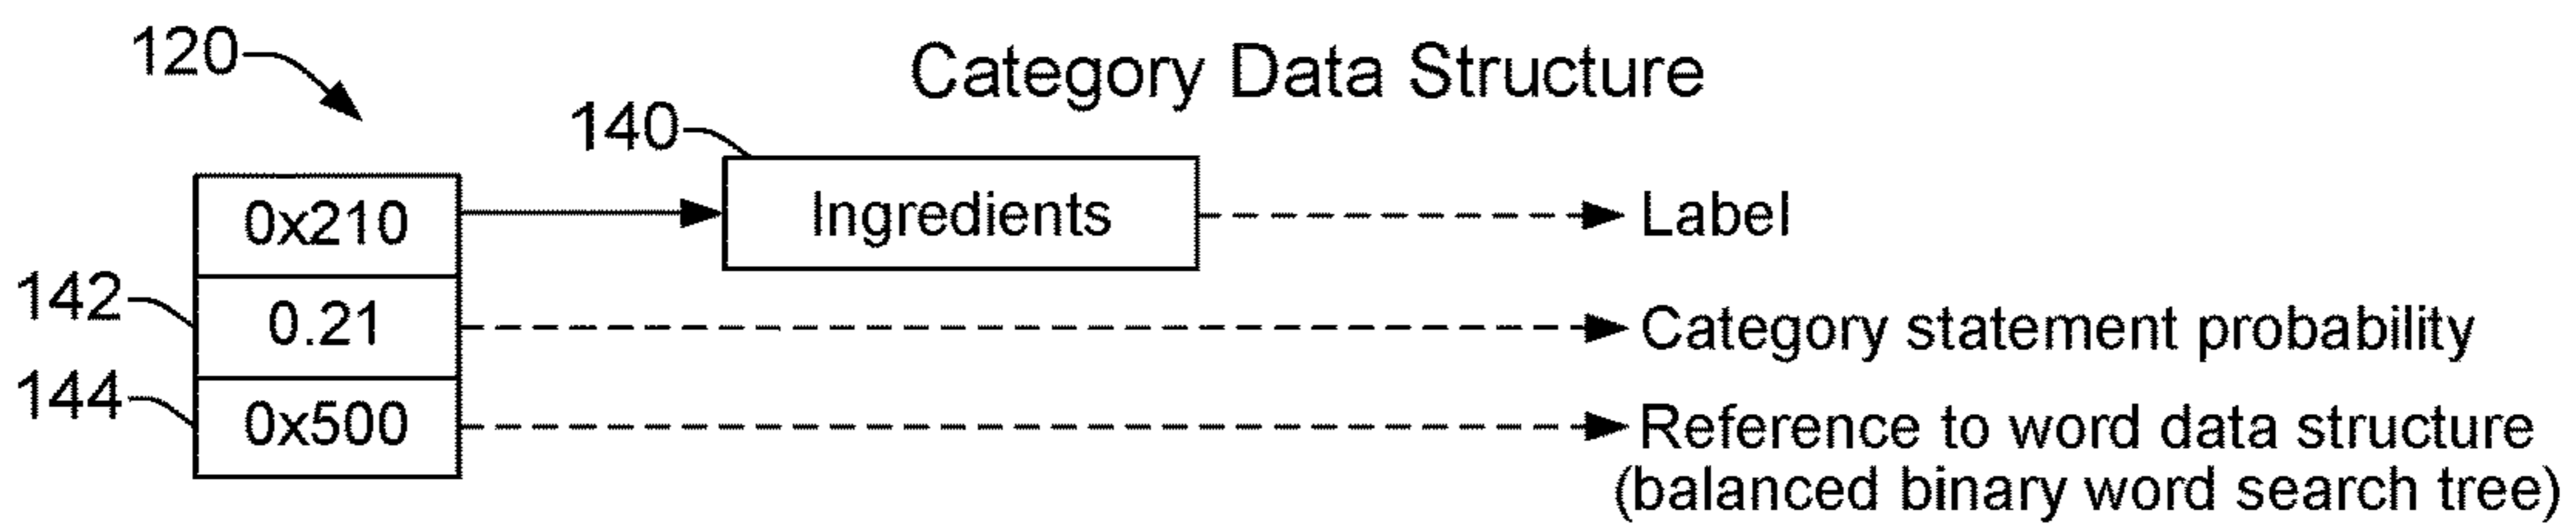 120
Category Data Structure
140
0x210
Ingredients
Label
142
0.21
Category statement probability
144
0x500
Reference to word data structure
(balanced binary word search tree)